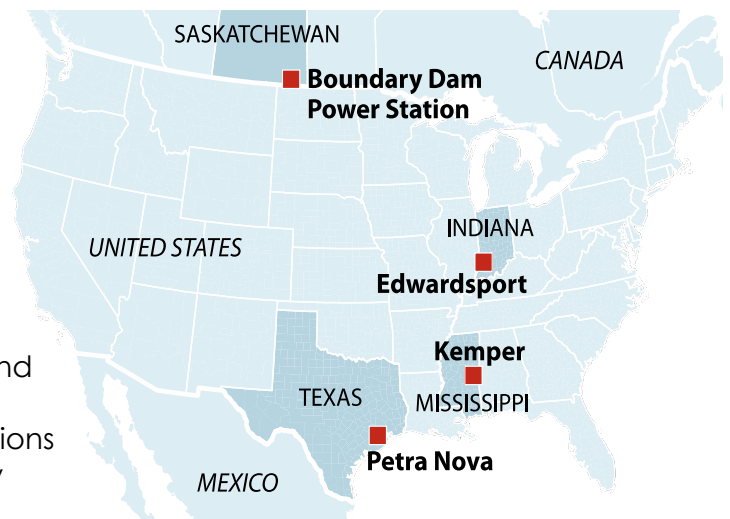 SASKATCHEWAN
CANADA
Boundary Dam
Power Station
INDIANA
UNITED STATES
Edwardsport
Kemper
TEXAS
MISSISSIPPI
Petra Nova
MEXICO